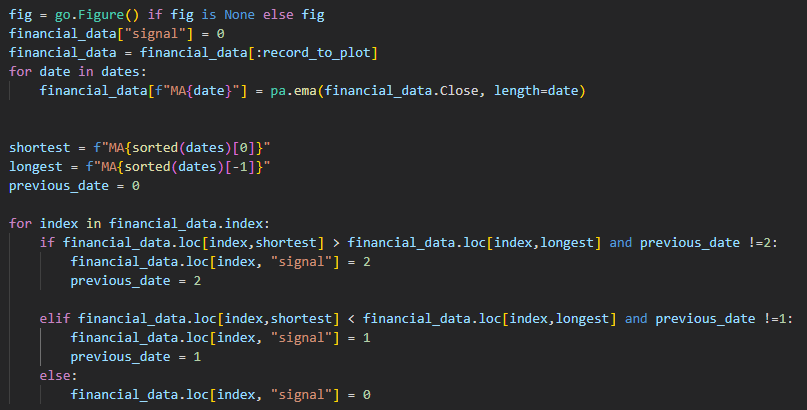 fig = go.Figure() if fig is None else fig
financial_data["signal"] = 0
financial_data = financial_data[:record_to_plot]
for date in dates:
    financial_data[f"MA{date}"] = pa.ema(financial_data.Close, length=date)
shortest = f"MA{sorted(dates)[0]}"
longest = f"MA{sorted(dates)[-1]}"
previous_date = 0
for index in financial_data.index:
    if financial_data.loc[index,shortest] > financial_data.loc[index,longest] and previous_date !=2:
        financial_data.loc[index, "signal"] = 2
        previous_date = 2
    elif financial_data.loc[index,shortest] < financial_data.loc[index,longest] and previous_date !=1:
        financial_data.loc[index, "signal"] = 1
        previous_date = 1
    else:
        financial_data.loc[index, "signal"] = 0